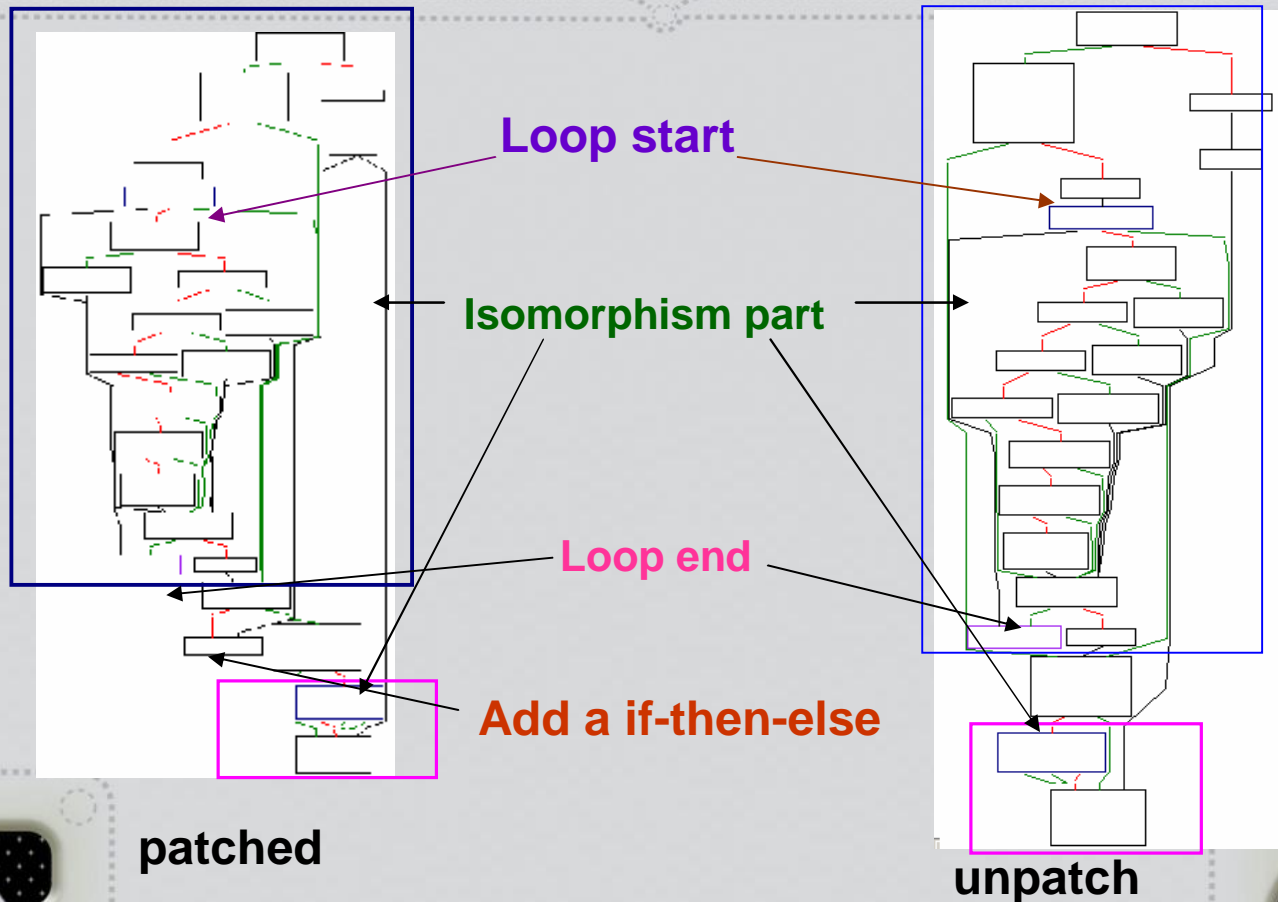 Loop start
Isomorphism part
Loop end
Add a if-then-else
patched
unpatch